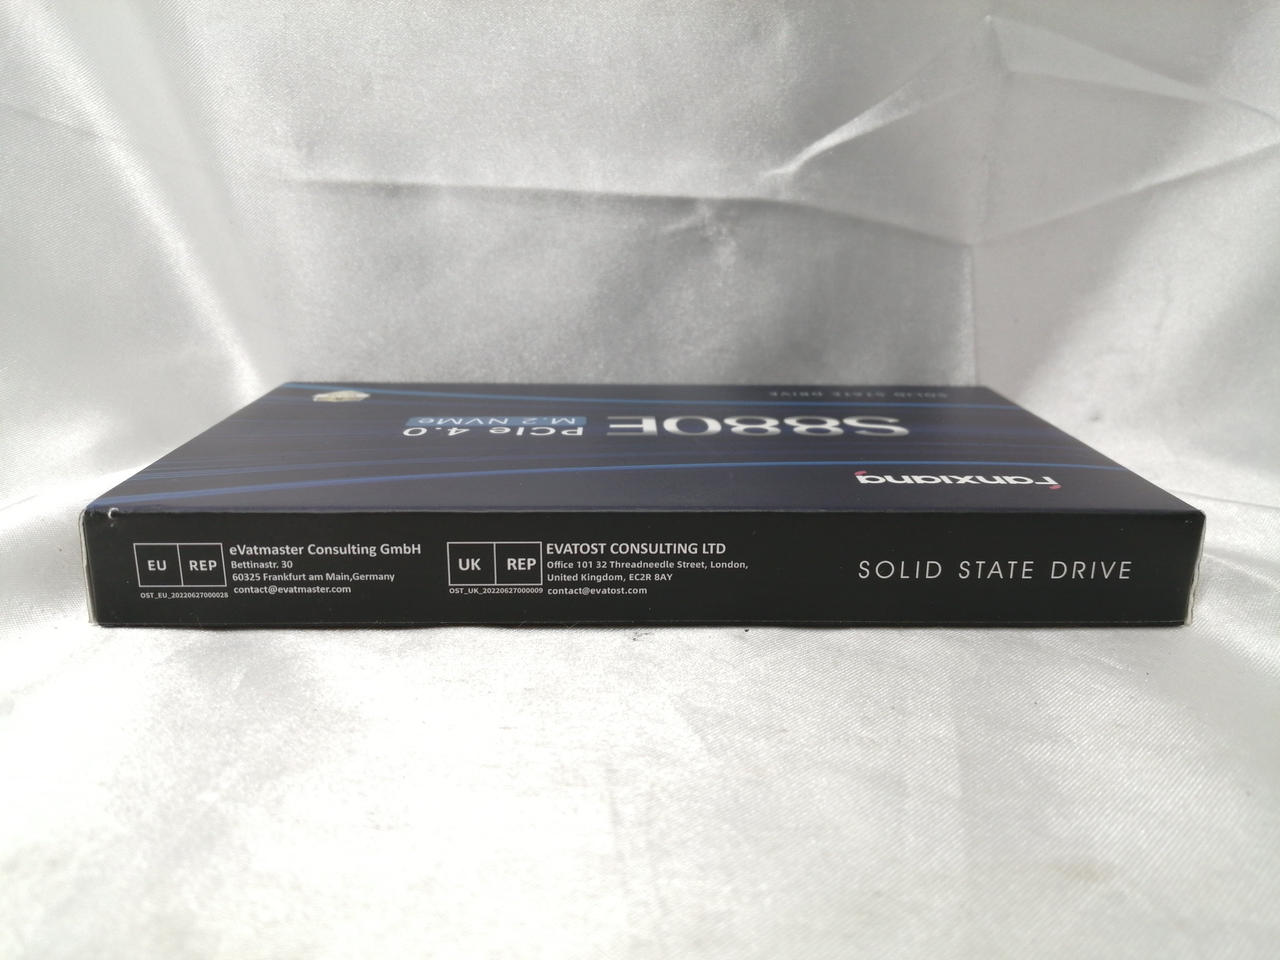 SOLID STATE DRIVE
S880E
PCIe 4.0
M.2 NVMe
fanxiang
EU REP
eVatmaster Consulting GmbH
Bettinastr. 30
60325 Frankfurt am Main,Germany
contact@evatmaster.com
OST_EU_20220627000028
UK REP
EVATOST CONSULTING LTD
Office 101 32 Threadneedle Street, London,
United Kingdom, EC2R 8AY
contact@evatost.com
OST_UK_20220627000009
SOLID STATE DRIVE